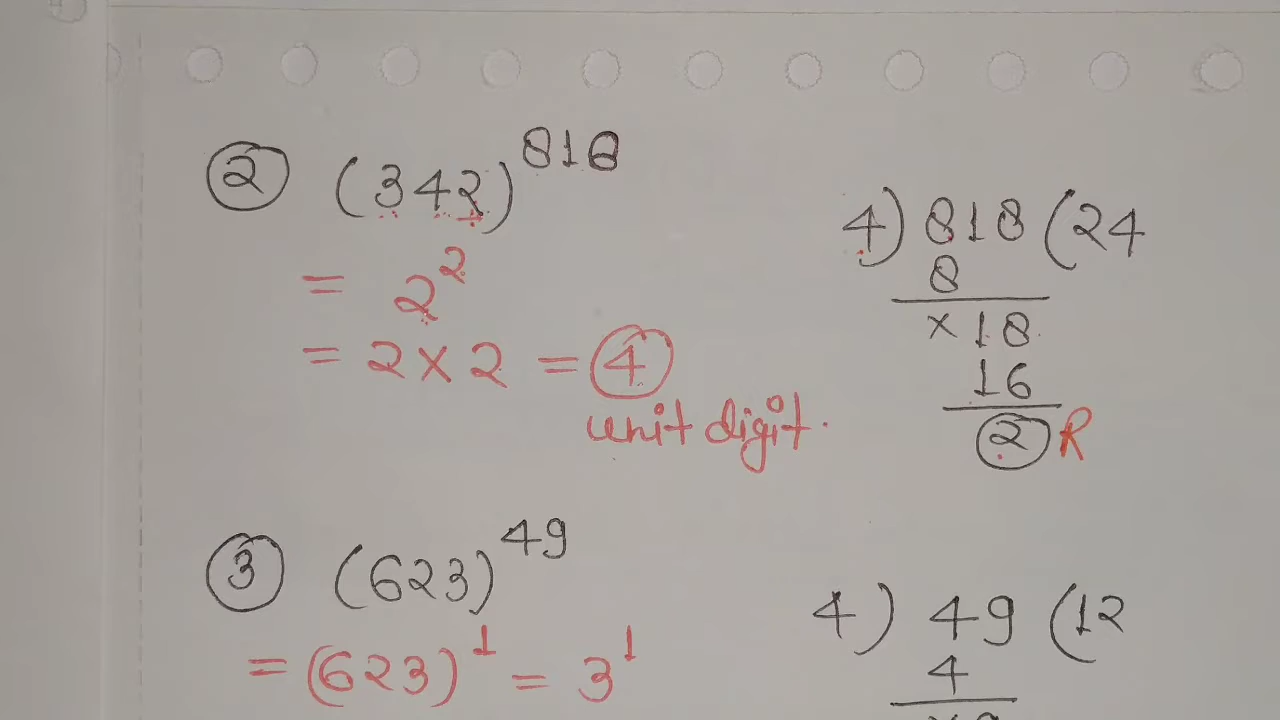 ② (342)^818
= 2^2
= 2 × 2 = ④
unit digit.
4) 818 (24
8
× 18
16
② R
③ (623)^49
= (623)^1 = 3^1
4) 49 (12
4